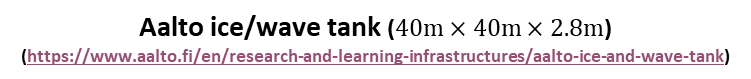 Aalto ice/wave tank (40m × 40m × 2.8m)
(https://www.aalto.fi/en/research-and-learning-infrastructures/aalto-ice-and-wave-tank)